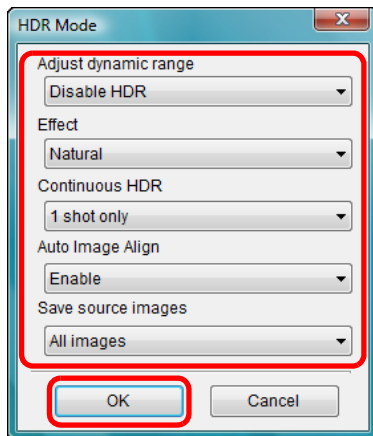 HDR Mode
Adjust dynamic range
Disable HDR
Effect
Natural
Continuous HDR
1 shot only
Auto Image Align
Enable
Save source images
All images
OK Cancel